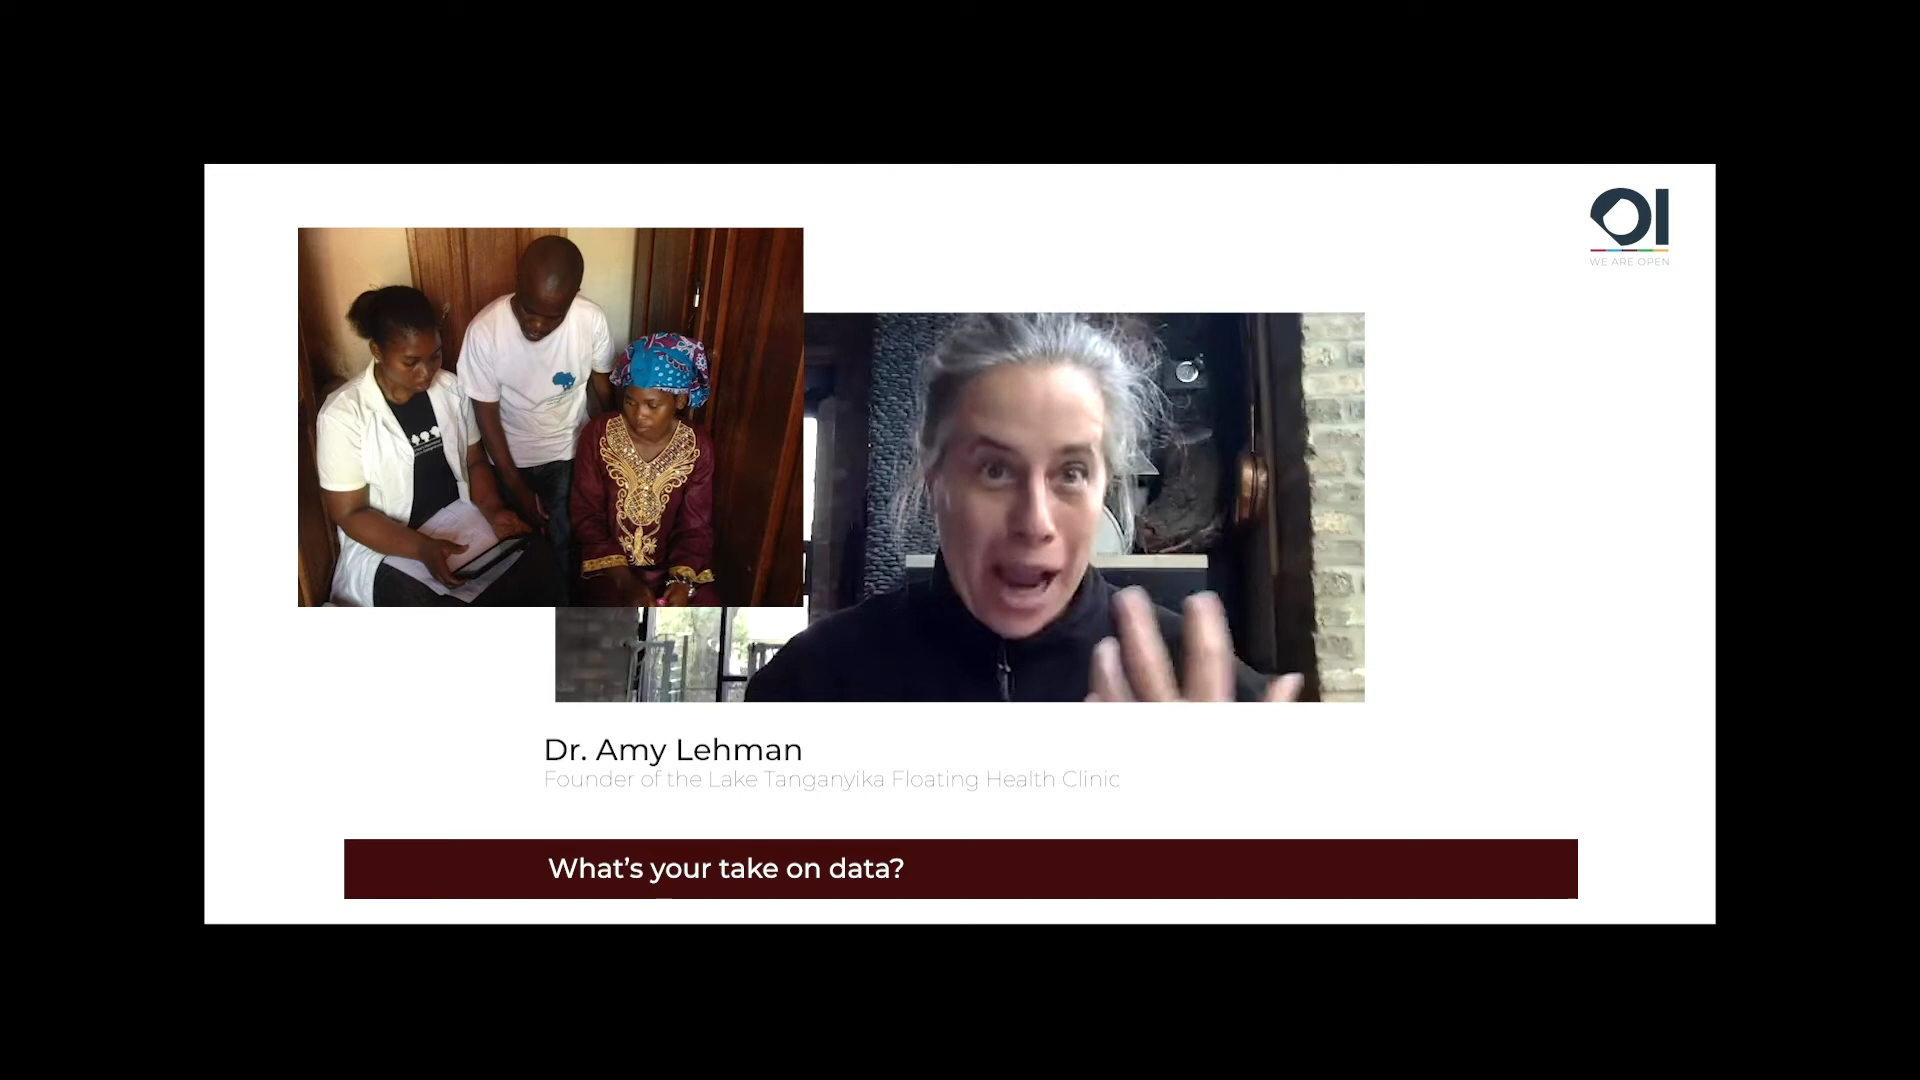 OI
WE ARE OPEN
Dr. Amy Lehman
Founder of the Lake Tanganyika Floating Health Clinic
What's your take on data?